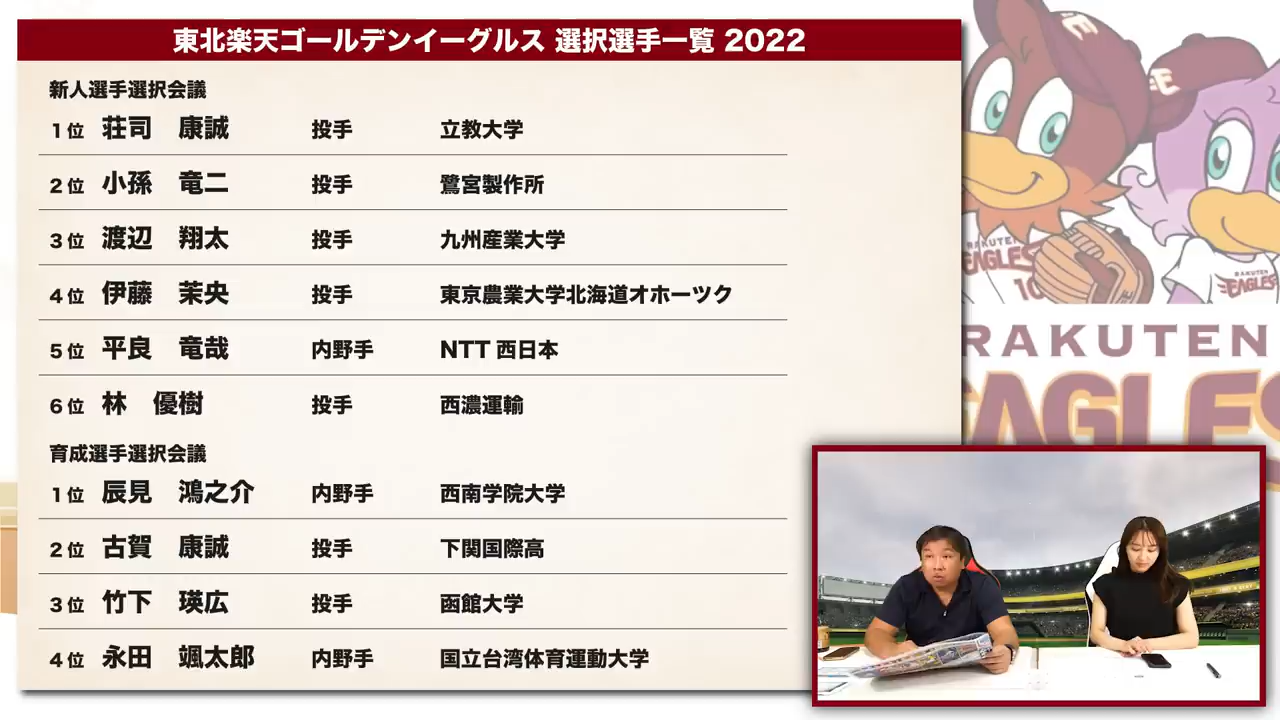 東北楽天ゴールデンイーグルス 選択選手一覧 2022
新人選手選択会議
1位 荘司 康誠 投手 立教大学
2位 小孫 竜二 投手 鷺宮製作所
3位 渡辺 翔太 投手 九州産業大学
4位 伊藤 茉央 投手 東京農業大学北海道オホーツク
5位 平良 竜哉 内野手 NTT 西日本
6位 林 優樹 投手 西濃運輸
育成選手選択会議
1位 辰見 鴻之介 内野手 西南学院大学
2位 古賀 康誠 投手 下関国際高
3位 竹下 瑛広 投手 函館大学
4位 永田 颯太郎 内野手 国立台湾体育運動大学
E
E
RAKUTEN
EAGLES
10
RAKUTEN
EAGLES
RAKUTEN
EAGLES